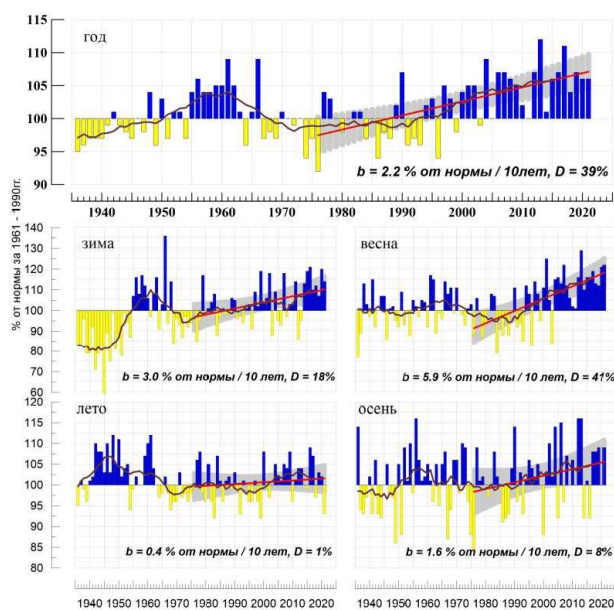 год
115
110
105
100
95
90
1940 1950 1960 1970 1980 1990 2000 2010 2020
b = 2.2 % от нормы / 10лет, D = 39%
% от нормы за 1961 - 1990гг.
зима
140
130
120
110
100
90
80
70
60
b = 3.0 % от нормы / 10 лет, D = 18%
весна
b = 5.9 % от нормы / 10 лет, D = 41%
лето
120
115
110
105
100
95
90
85
80
b = 0.4 % от нормы / 10 лет, D = 1%
1940 1950 1960 1970 1980 1990 2000 2010 2020
осень
b = 1.6 % от нормы / 10 лет, D = 8%
1940 1950 1960 1970 1980 1990 2000 2010 2020